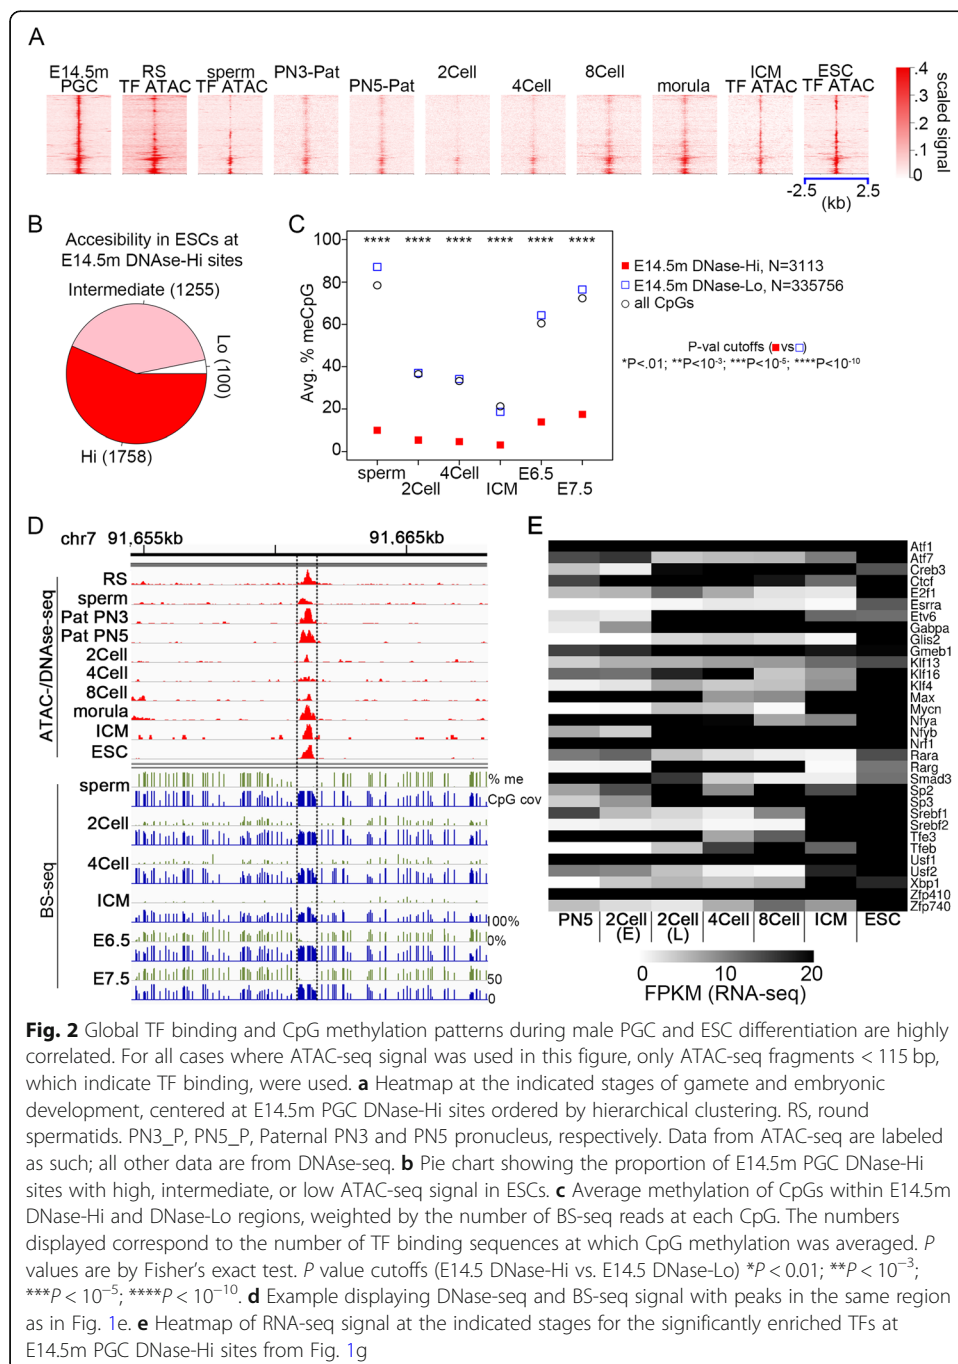 A
E14.5m PGC
RS TF ATAC
sperm TF ATAC
PN3-Pat
PN5-Pat
2Cell
4Cell
8Cell
morula
ICM TF ATAC
ESC TF ATAC
.4
.3
.2
.1
0
scaled signal
-2.5 2.5
(kb)
B
Accesibility in ESCs at
E14.5m DNAse-Hi sites
Intermediate (1255)
Lo (100)
Hi (1758)
C
100
80
60
40
20
0
Avg. % meCpG
**** **** **** **** **** ****
sperm
2Cell
4Cell
ICM
E6.5
E7.5
E14.5m DNase-Hi, N=3113
E14.5m DNase-Lo, N=335756
all CpGs
P-val cutoffs (■vs□)
*P<.01; **P<10-3; ***P<10-5; ****P<10-10
D
chr7 91,655kb 91,665kb
ATAC-/DNAse-seq
RS
sperm
Pat PN3
Pat PN5
2Cell
4Cell
8Cell
morula
ICM
ESC
BS-seq
sperm
% me
CpG cov
2Cell
4Cell
ICM
100%
E6.5
0%
E7.5
50
0
E
Atf1
Atf7
Creb3
Ctcf
E2f1
Esrra
Etv6
Gabpa
Glis2
Gmeb1
Klf13
Klf16
Klf4
Max
Mycn
Nfya
Nfyb
Nrf1
Rara
Rarg
Smad3
Sp2
Sp3
Srebf1
Srebf2
Tfe3
Tfeb
Usf1
Usf2
Xbp1
Zfp410
Zfp740
PN5 2Cell (E) 2Cell (L) 4Cell 8Cell ICM ESC
0 10 20
FPKM (RNA-seq)
Fig. 2 Global TF binding and CpG methylation patterns during male PGC and ESC differentiation are highly
correlated. For all cases where ATAC-seq signal was used in this figure, only ATAC-seq fragments < 115 bp,
which indicate TF binding, were used. a Heatmap at the indicated stages of gamete and embryonic
development, centered at E14.5m PGC DNase-Hi sites ordered by hierarchical clustering. RS, round
spermatids. PN3_P, PN5_P, Paternal PN3 and PN5 pronucleus, respectively. Data from ATAC-seq are labeled
as such; all other data are from DNAse-seq. b Pie chart showing the proportion of E14.5m PGC DNase-Hi
sites with high, intermediate, or low ATAC-seq signal in ESCs. c Average methylation of CpGs within E14.5m
DNase-Hi and DNase-Lo regions, weighted by the number of BS-seq reads at each CpG. The numbers
displayed correspond to the number of TF binding sequences at which CpG methylation was averaged. P
values are by Fisher's exact test. P value cutoffs (E14.5 DNase-Hi vs. E14.5 DNase-Lo) *P < 0.01; **P < 10−3;
***P < 10−5; ****P < 10−10. d Example displaying DNase-seq and BS-seq signal with peaks in the same region
as in Fig. 1e. e Heatmap of RNA-seq signal at the indicated stages for the significantly enriched TFs at
E14.5m PGC DNase-Hi sites from Fig. 1g